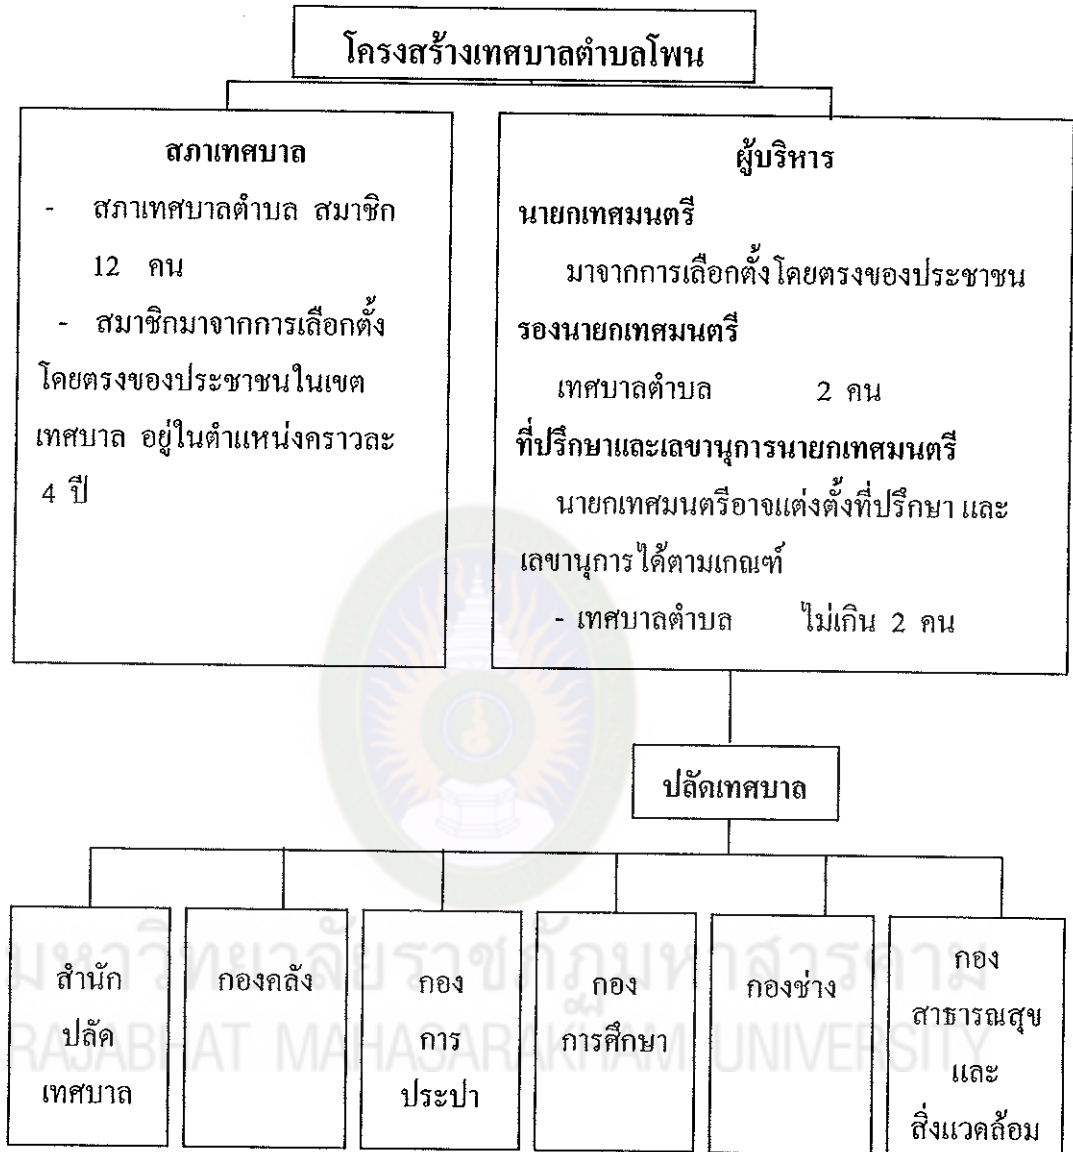 โครงสร้างเทศบาลตำบลโพน
สภาเทศบาล
- สภาเทศบาลตำบล สมาชิก
12 คน
- สมาชิกมาจากการเลือกตั้ง
โดยตรงของประชาชนในเขต
เทศบาล อยู่ในตำแหน่งคราวละ
4 ปี
ผู้บริหาร
นายกเทศมนตรี
มาจากการเลือกตั้งโดยตรงของประชาชน
รองนายกเทศมนตรี
เทศบาลตำบล 2 คน
ที่ปรึกษาและเลขานุการนายกเทศมนตรี
นายกเทศมนตรีอาจแต่งตั้งที่ปรึกษา และ
เลขานุการ ได้ตามเกณฑ์
- เทศบาลตำบล ไม่เกิน 2 คน
ปลัดเทศบาล
สำนัก
ปลัด
เทศบาล
กองคลัง
กอง
การ
ประปา
กอง
การศึกษา
กองช่าง
กอง
สาธารณสุข
และ
สิ่งแวดล้อม
มหาวิทยาลัยราชภัฏมหาสารคาม
RAJABHAT MAHASARAKHAM UNIVERSITY